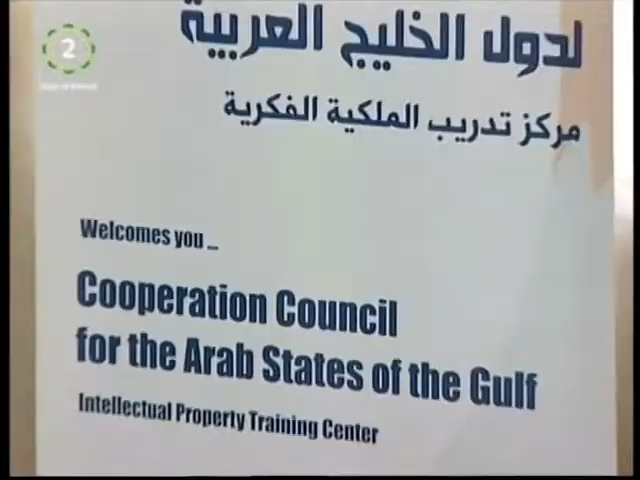 2
لدول الخليج العربية
مركز تدريب الملكية الفكرية
Welcomes you ...
Cooperation Council
for the Arab States of the Gulf
Intellectual Property Training Center